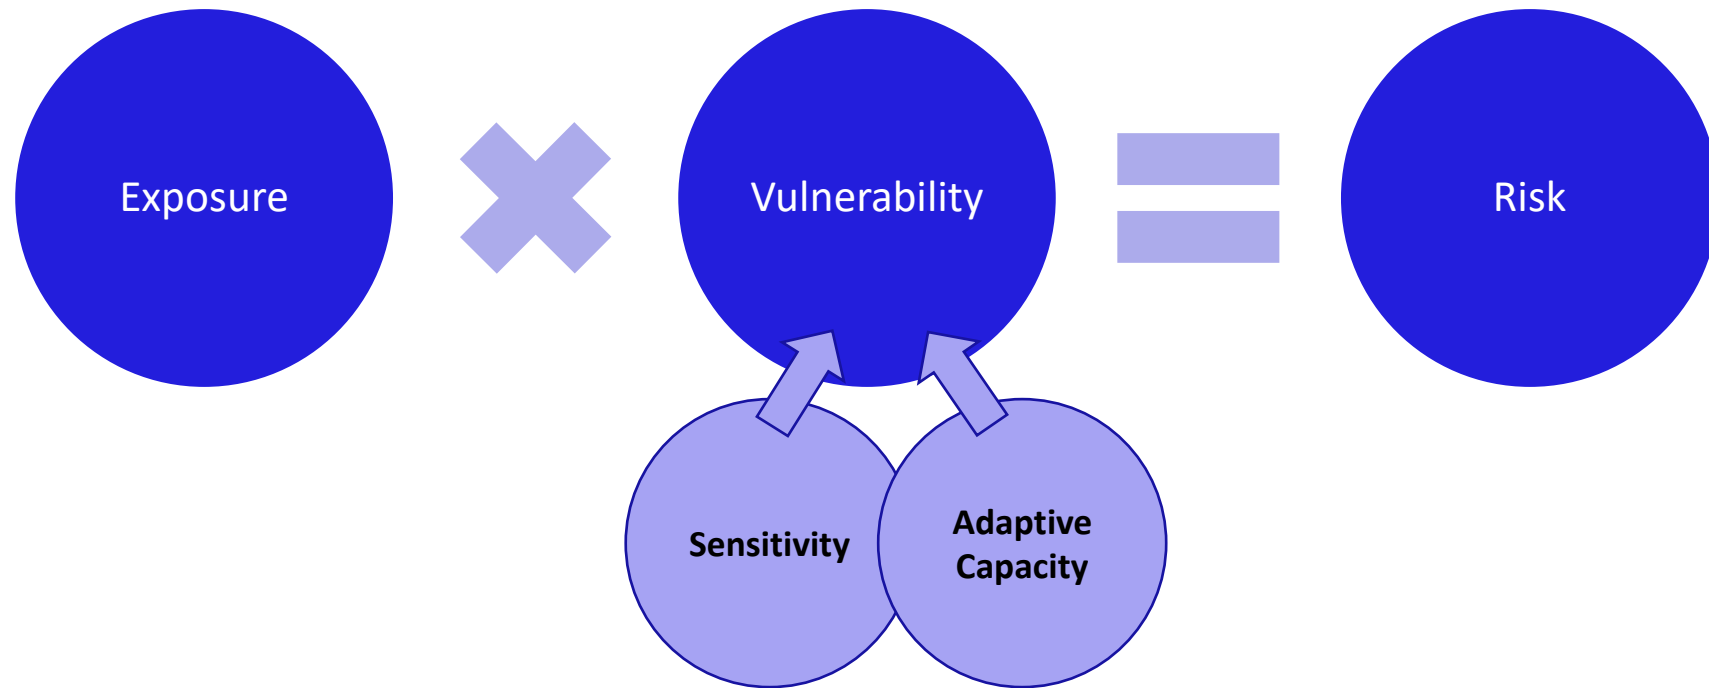 Exposure
Vulnerability
Risk
Sensitivity
Adaptive
Capacity